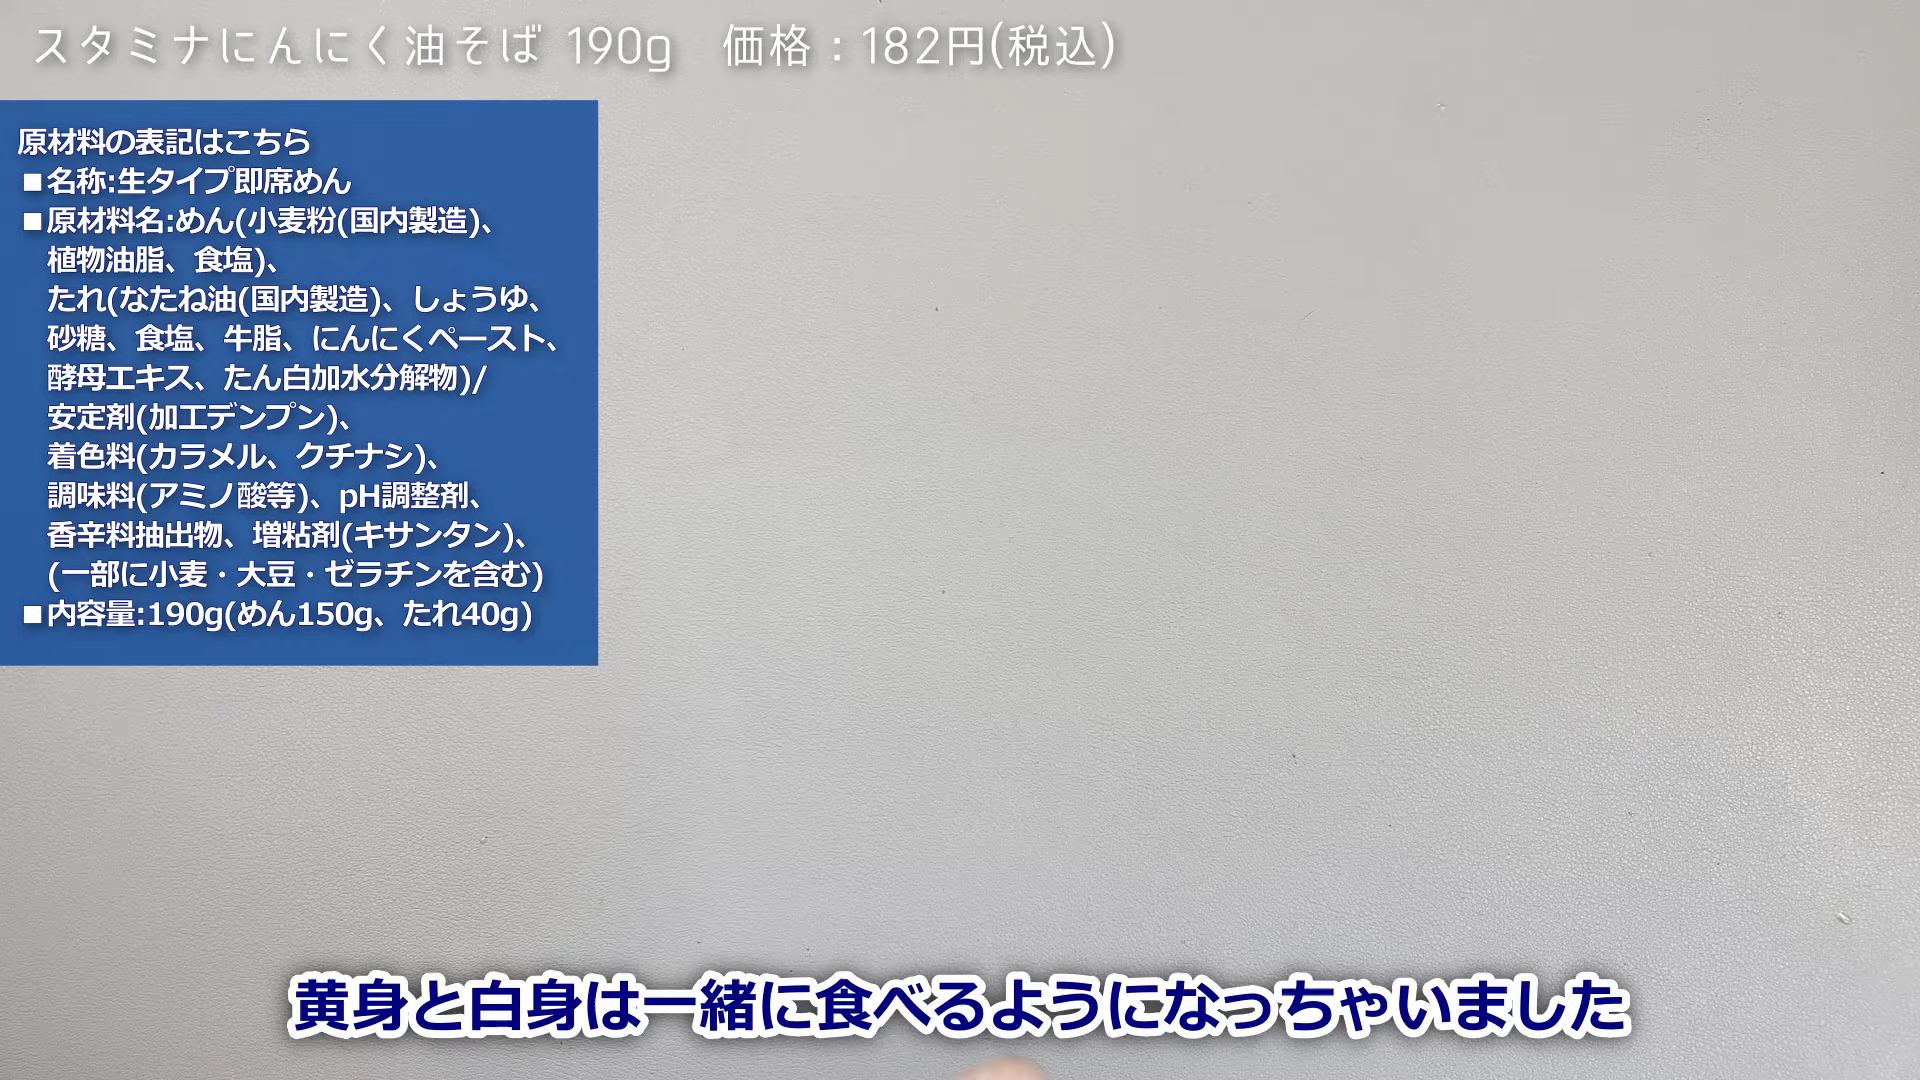 スタミナにんにく油そば 190g　価格：182円(税込)
原材料の表記はこちら
■名称:生タイプ即席めん
■原材料名:めん(小麦粉(国内製造)、
植物油脂、食塩)、
たれ(なたね油(国内製造)、しょうゆ、
砂糖、食塩、牛脂、にんにくペースト、
酵母エキス、たん白加水分解物)/
安定剤(加工デンプン)、
着色料(カラメル、クチナシ)、
調味料(アミノ酸等)、pH調整剤、
香辛料抽出物、増粘剤(キサンタン)、
(一部に小麦・大豆・ゼラチンを含む)
■内容量:190g(めん150g、たれ40g)
黄身と白身は一緒に食べるようになっちゃいました